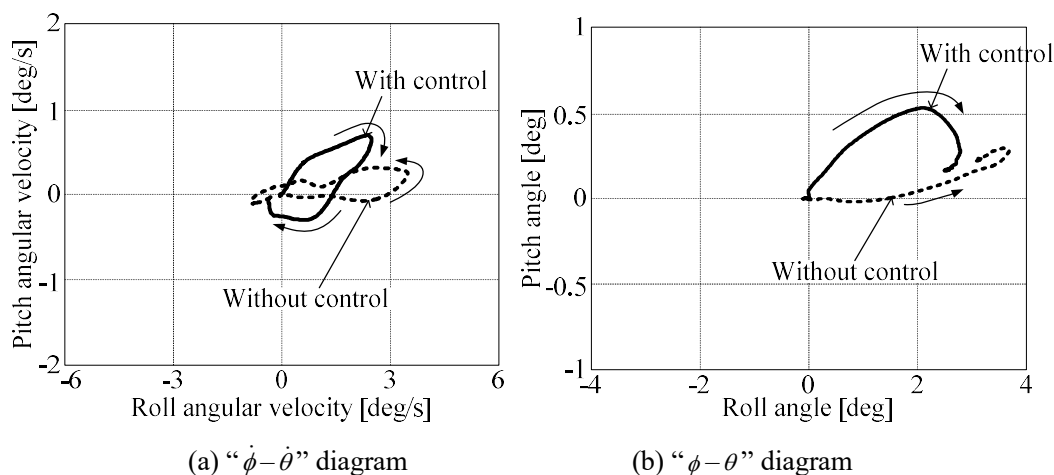 Pitch angular velocity [deg/s]
2
1
0
-1
-2
-6
-3
0
3
6
Roll angular velocity [deg/s]
With control
Without control
(a) “ϕ̇–θ̇” diagram
Pitch angle [deg]
1
0.5
0
-0.5
-1
-4
-2
0
2
4
Roll angle [deg]
With control
Without control
(b) “ϕ–θ” diagram